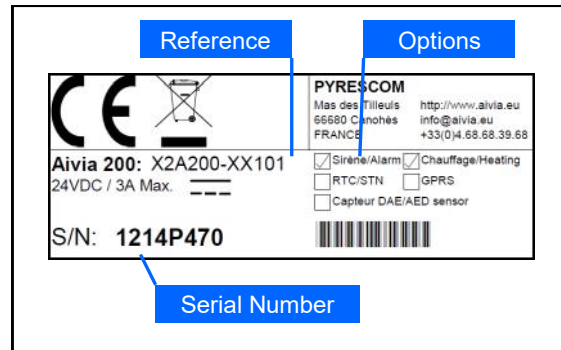 Reference
Options
CE
PYRESCOM
Mas des Tilleuls http://www.aivia.eu
66680 Canohès info@aivia.eu
FRANCE +33(0)4.68.68.39.68
Aivia 200: X2A200-XX101
24VDC / 3A Max.
Sirène/Alarm Chauffage/Heating
RTC/STN GPRS
Capteur DAE/AED sensor
S/N: 1214P470
Serial Number